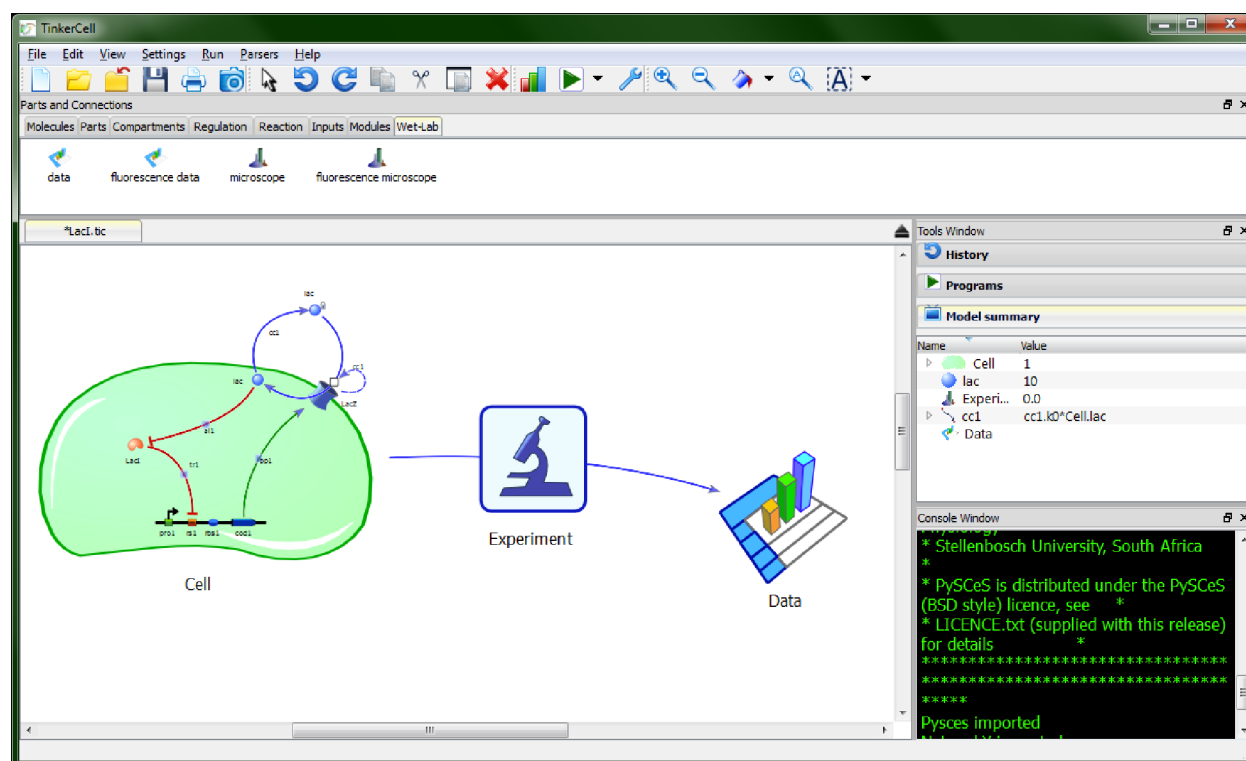 TinkerCell
File Edit View Settings Run Parsers Help
Parts and Connections
Molecules Parts Compartments Regulation Reaction Inputs Modules Wet-Lab
data fluorescence data microscope fluorescence microscope
*LacI.tic
lac
cc1
lac
cc1
LacZ
al1
LacI
tr1
pp1
pro1 rs1 rbs1 cod1
Cell
Experiment
Data
Tools Window
History
Programs
Model summary
Name Value
Cell 1
lac 10
Experi... 0.0
cc1 cc1.k0*Cell.lac
Data
Console Window
* Stellenbosch University, South Africa
*
* PySCeS is distributed under the PySCeS
(BSD style) licence, see *
* LICENCE.txt (supplied with this release)
for details *
*********************************
*********************************
*****
Pysces imported